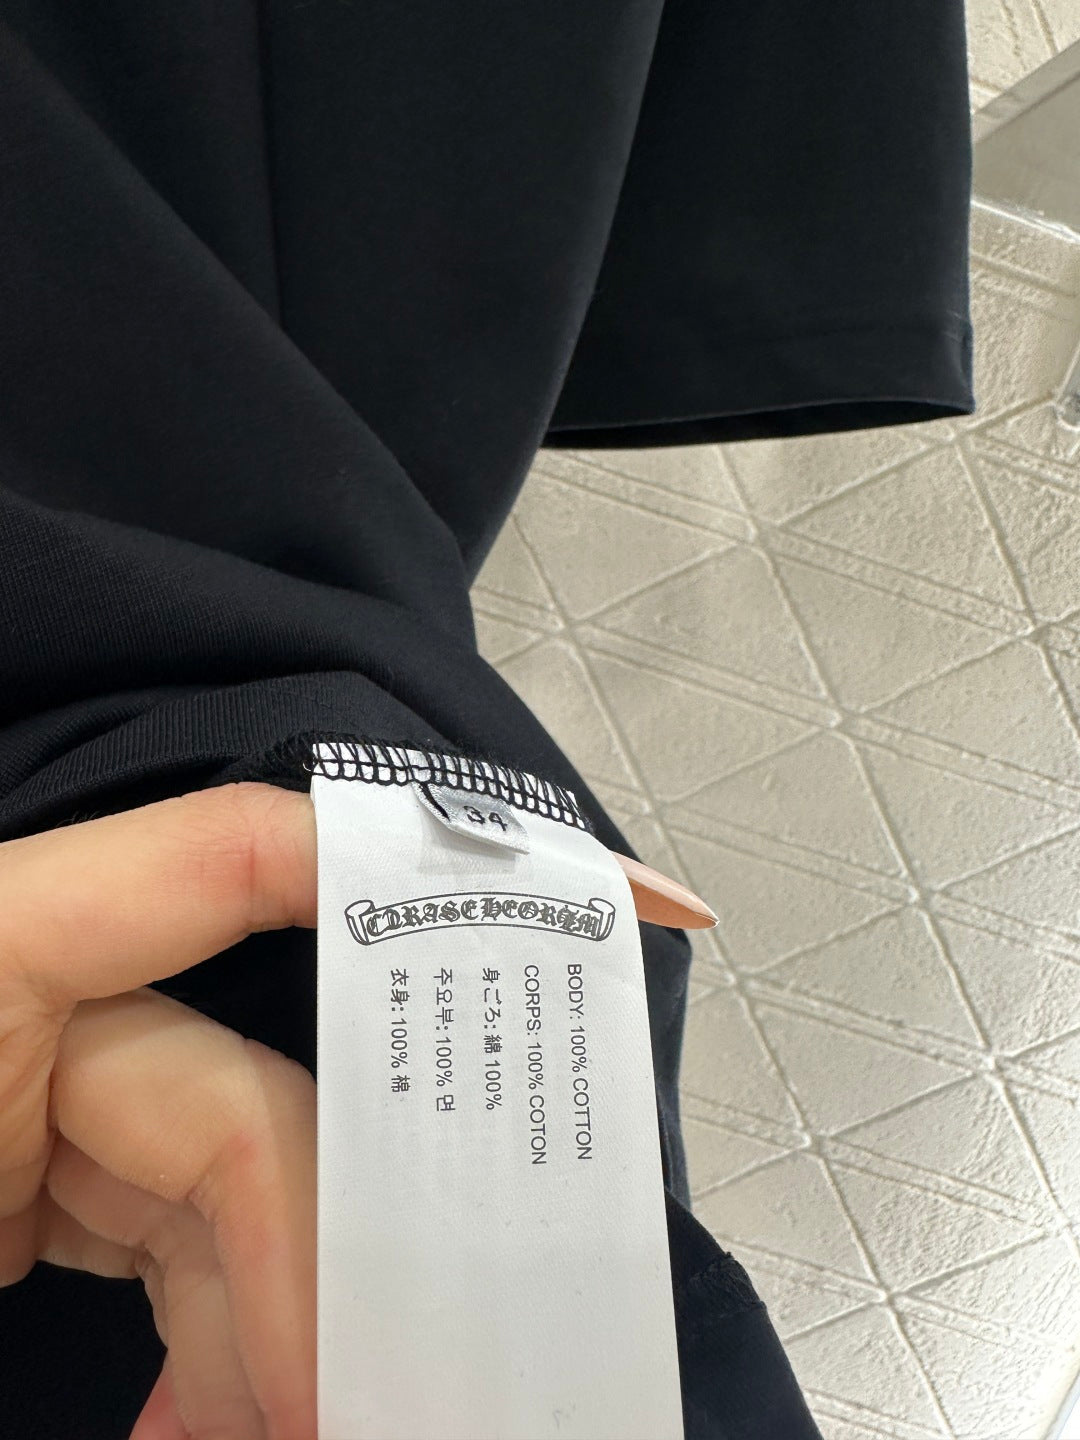 34
CDRASEHEORTM
BODY: 100% COTTON
CORPS: 100% COTON
身ごろ: 綿 100%
주요부: 100% 면
衣身: 100% 棉